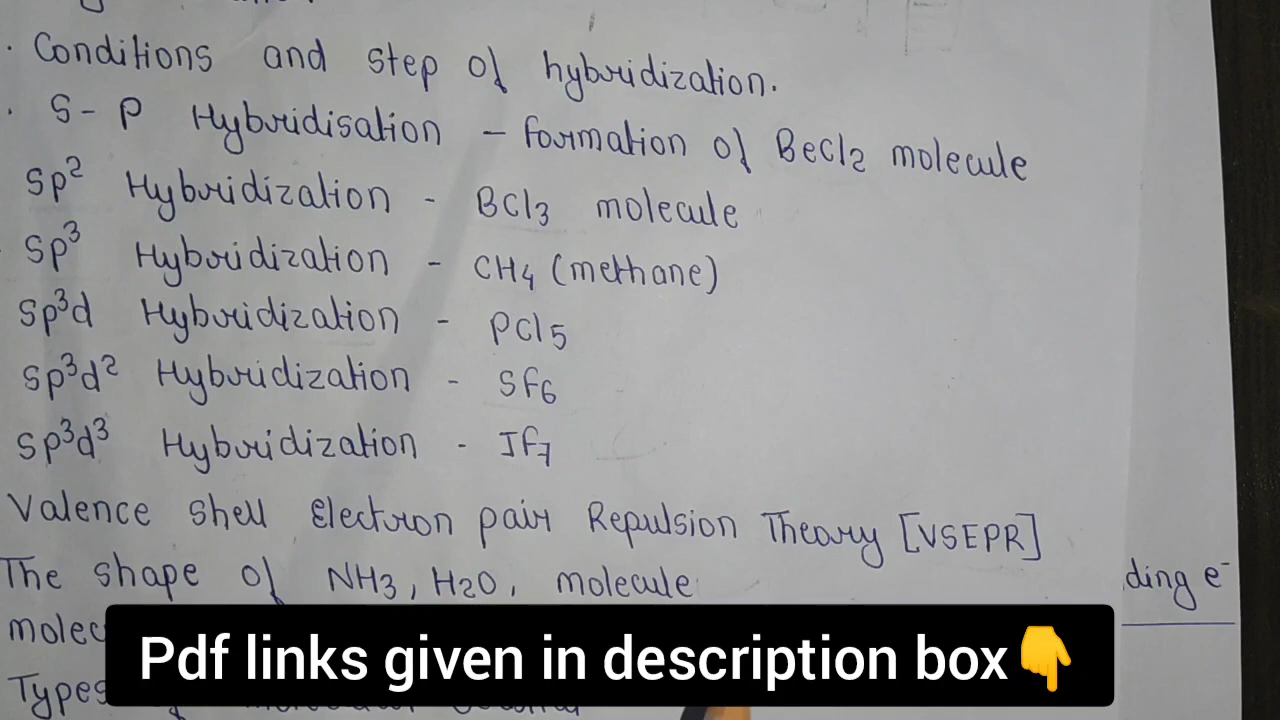 · Conditions and step of hybridization.
· S-P Hybridisation - formation of BeCl2 molecule
Sp² Hybridization - BCl3 molecule
Sp³ Hybridization - CH4 (methane)
Sp³d Hybridization - PCl5
Sp³d² Hybridization - Sf6
Sp³d³ Hybridization - If7
Valence shell Electron pair Repulsion Theory [VSEPR]
The shape of NH3, H2O, molecule
ding e⁻
molec
Pdf links given in description box👇
Types